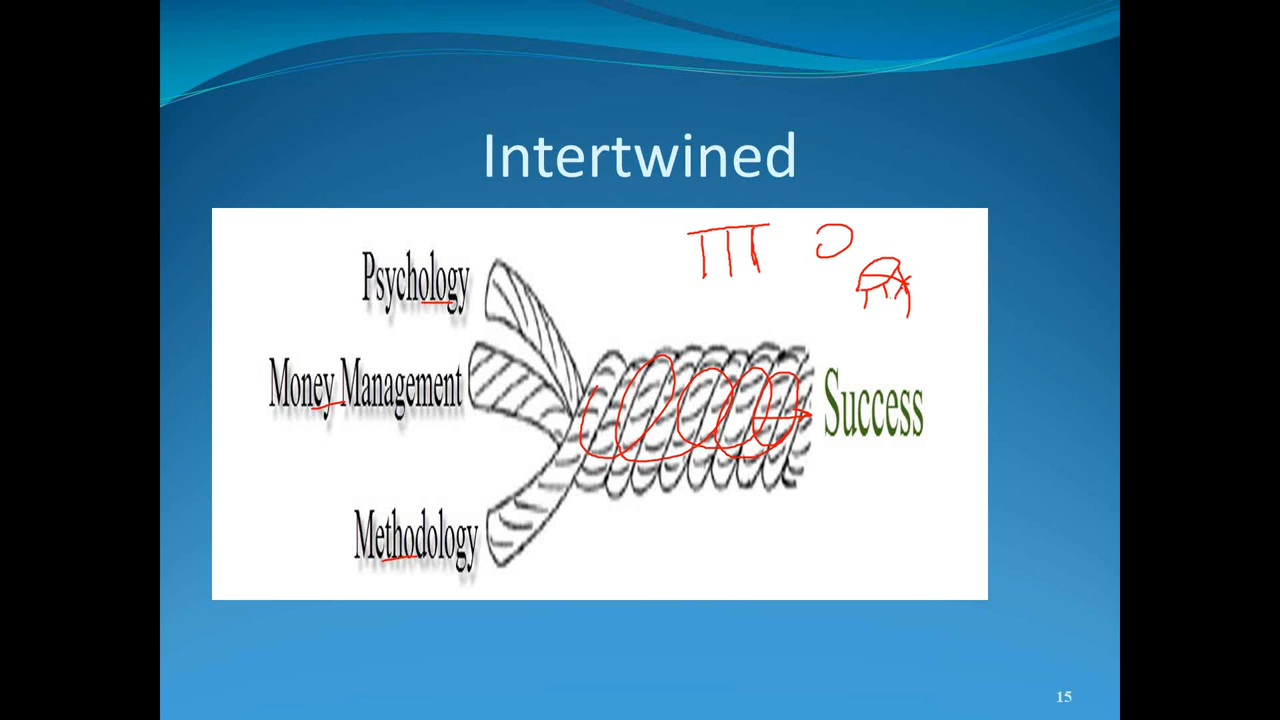 Intertwined
Psychology
Money Management
Success
Methodology
15